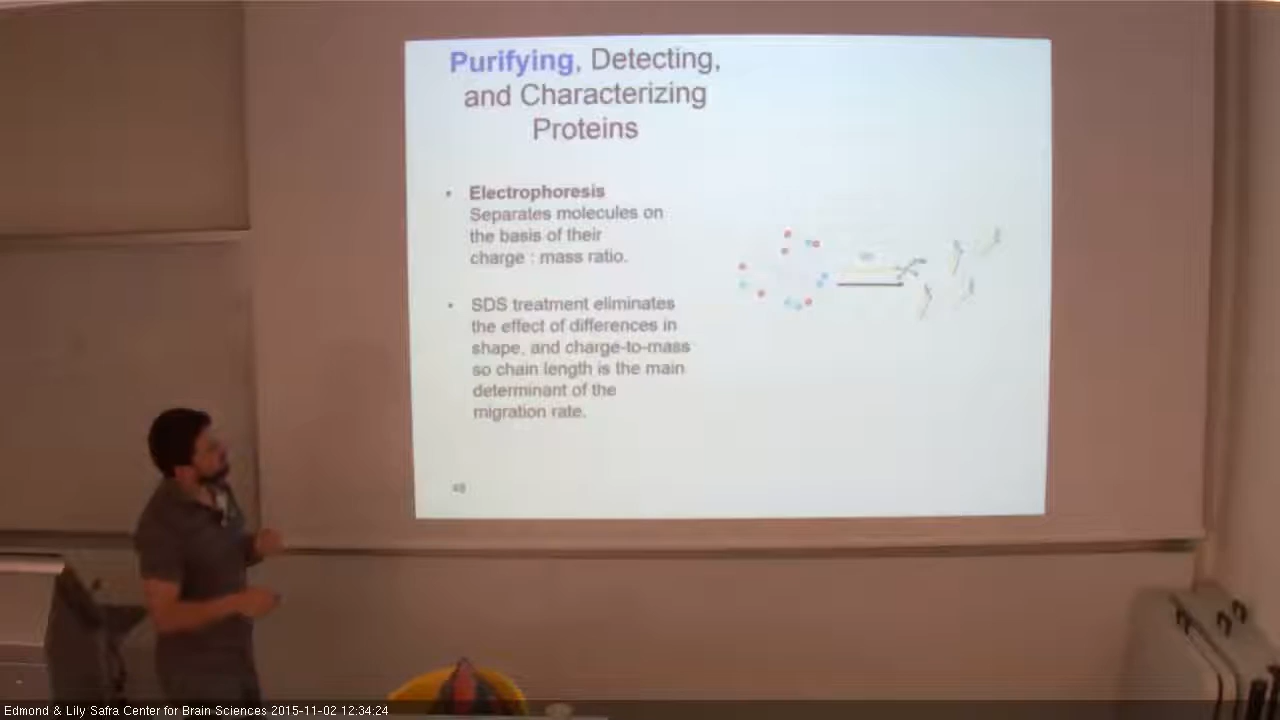 Purifying, Detecting,
and Characterizing
Proteins
• Electrophoresis
Separates molecules on
the basis of their
charge : mass ratio.
• SDS treatment eliminates
the effect of differences in
shape, and charge-to-mass
so chain length is the main
determinant of the
migration rate.
Edmond & Lily Safra Center for Brain Sciences 2015-11-02 12:34:24